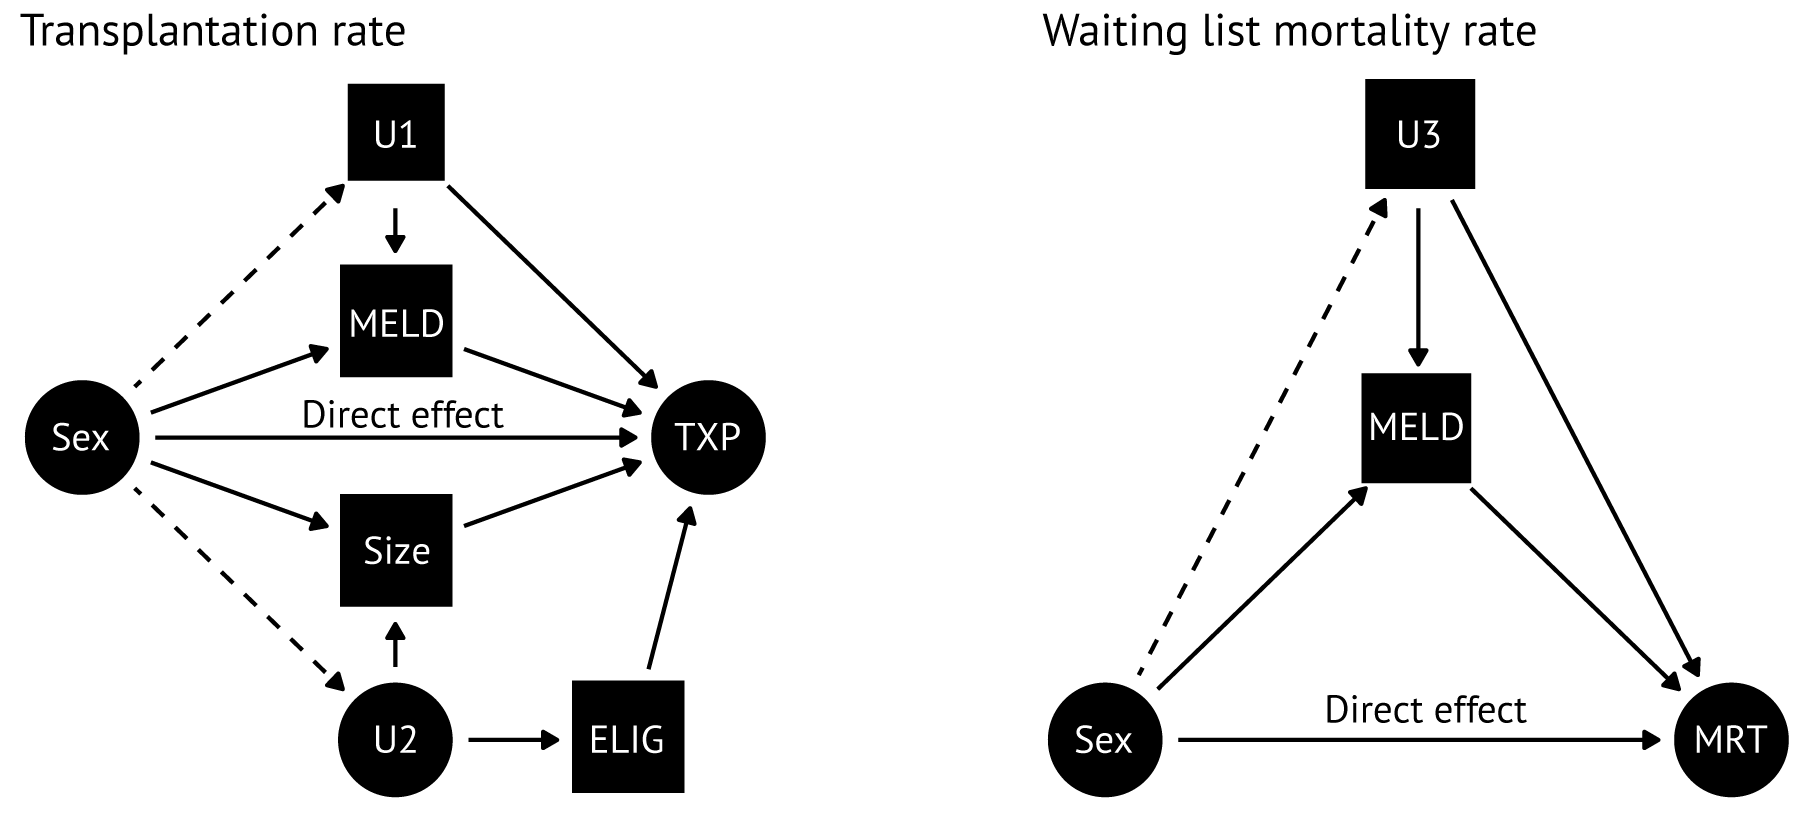 Transplantation rate
U1
MELD
Direct effect
Sex
TXP
Size
U2
ELIG
Waiting list mortality rate
U3
MELD
Direct effect
Sex
MRT